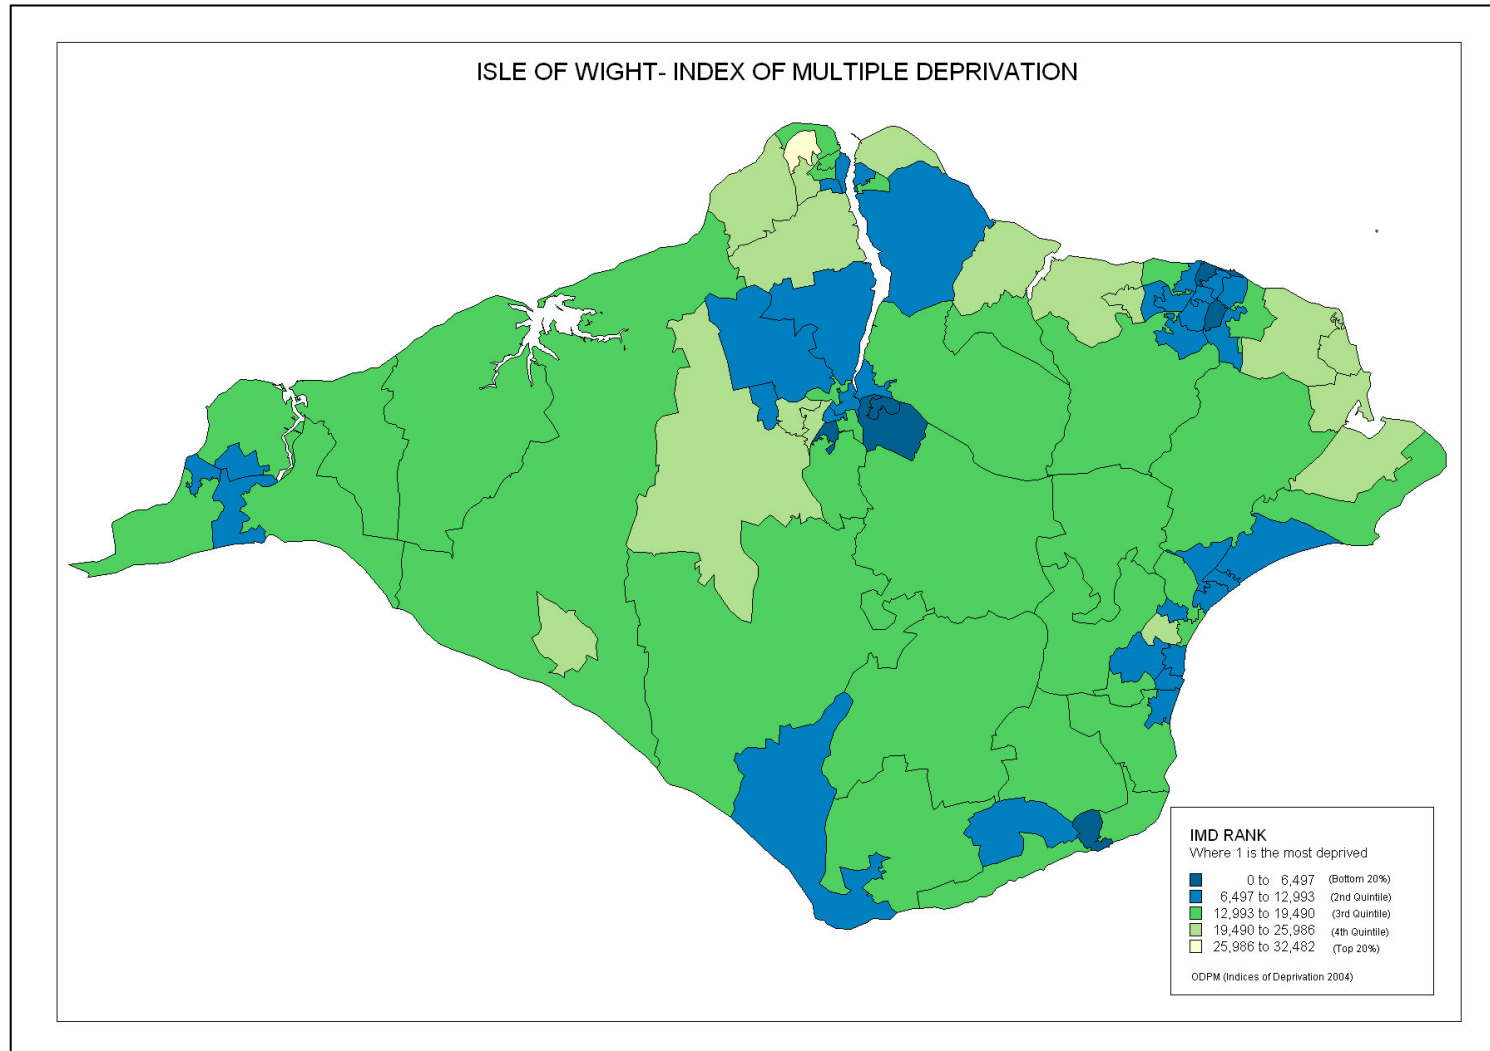 ISLE OF WIGHT- INDEX OF MULTIPLE DEPRIVATION
IMD RANK
Where 1 is the most deprived
0 to 6,497 (Bottom 20%)
6,497 to 12,993 (2nd Quintile)
12,993 to 19,490 (3rd Quintile)
19,490 to 25,986 (4th Quintile)
25,986 to 32,482 (Top 20%)
ODPM (Indices of Deprivation 2004)